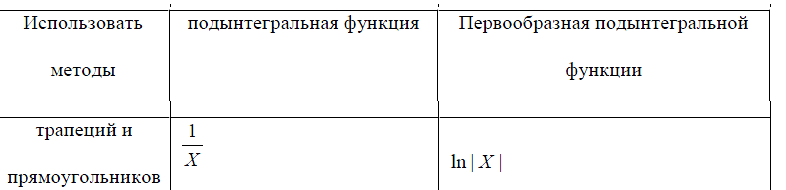 Использовать методы
подынтегральная функция
Первообразная подынтегральной функции
трапеций и прямоугольников
1/X
ln | X |